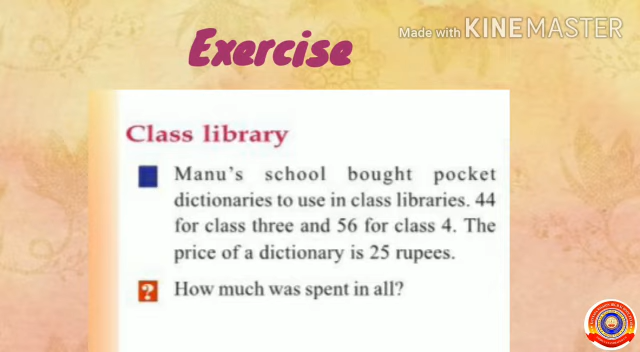 Made with KINEMASTER
Exercise
Class library
Manu's school bought pocket
dictionaries to use in class libraries. 44
for class three and 56 for class 4. The
price of a dictionary is 25 rupees.
? How much was spent in all?